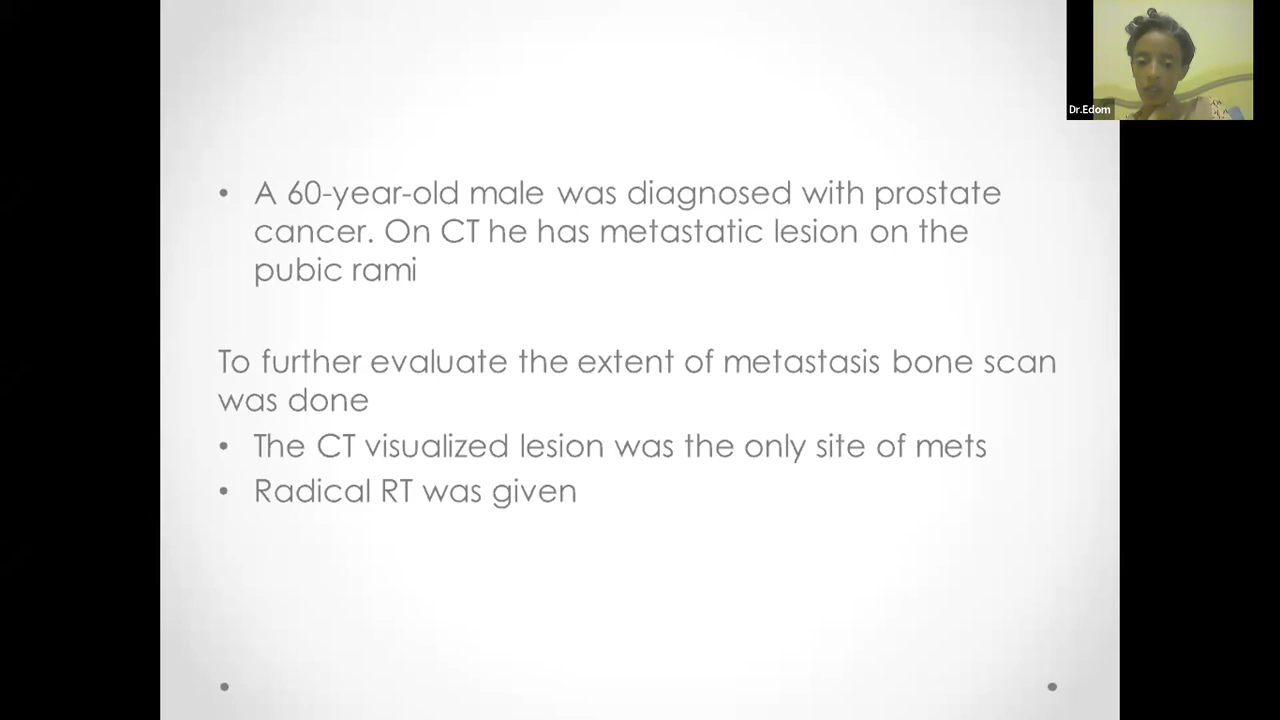 Dr.Edom
• A 60-year-old male was diagnosed with prostate
cancer. On CT he has metastatic lesion on the
pubic rami
To further evaluate the extent of metastasis bone scan
was done
• The CT visualized lesion was the only site of mets
• Radical RT was given